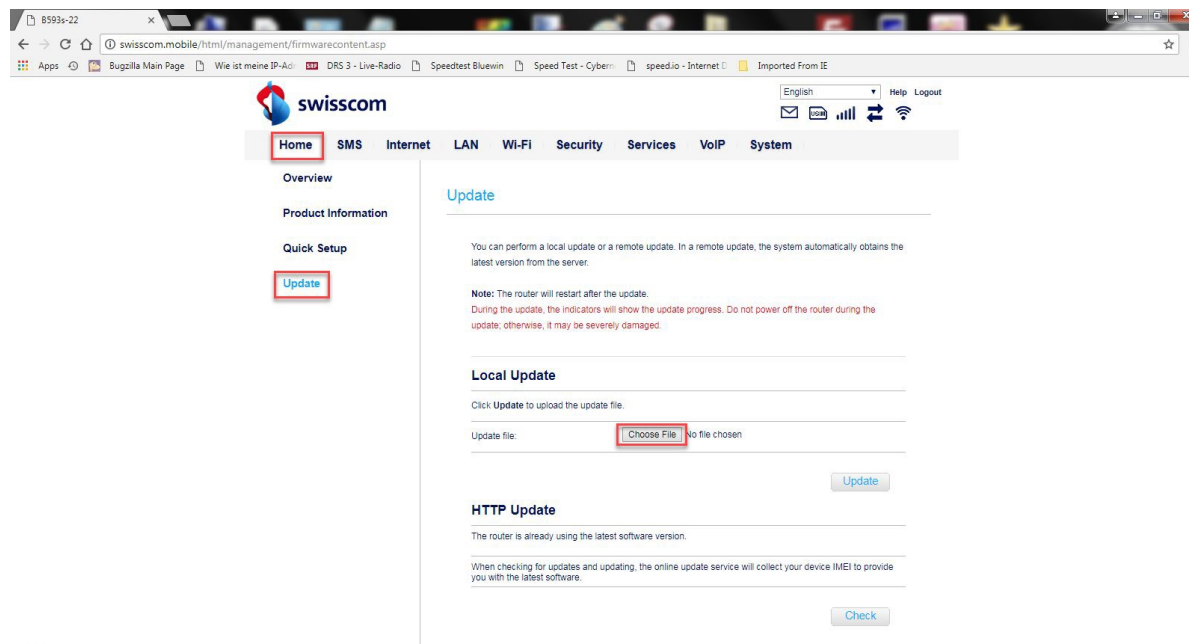 B593s-22
swisscom.mobile/html/management/firmwarecontent.asp
Apps Bugzilla Main Page Wie ist meine IP-Ad DRS 3 - Live-Radio Speedtest Bluewin Speed Test - Cybern speed.io - Internet D Imported From IE
swisscom
English Help Logout
Home SMS Internet LAN Wi-Fi Security Services VoIP System
Overview
Product Information
Quick Setup
Update
Update
You can perform a local update or a remote update. In a remote update, the system automatically obtains the
latest version from the server.
Note: The router will restart after the update.
During the update, the indicators will show the update progress. Do not power off the router during the
update; otherwise, it may be severely damaged.
Local Update
Click Update to upload the update file.
Update file: Choose File No file chosen
Update
HTTP Update
The router is already using the latest software version.
When checking for updates and updating, the online update service will collect your device IMEI to provide
you with the latest software.
Check